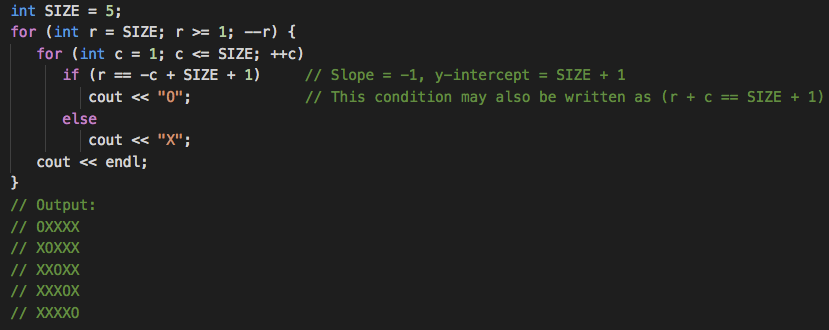 int SIZE = 5;
for (int r = SIZE; r >= 1; --r) {
for (int c = 1; c <= SIZE; ++c)
if (r == -c + SIZE + 1) // Slope = -1, y-intercept = SIZE + 1
cout << "O"; // This condition may also be written as (r + c == SIZE + 1)
else
cout << "X";
cout << endl;
}
// Output:
// OXXXX
// XOXXX
// XXOXX
// XXXOX
// XXXXO